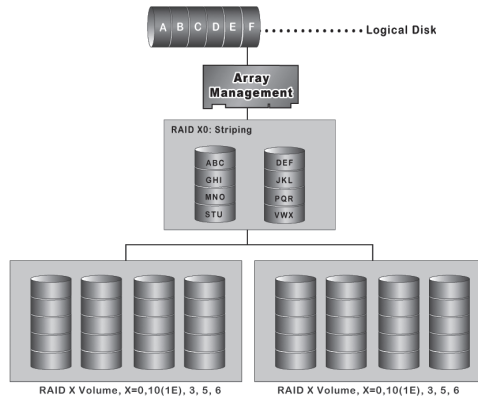 A B C D E F
Logical Disk
Array
Management
RAID X0: Striping
ABC DEF
GHI JKL
MNO PQR
STU VWX
RAID X Volume, X=0,10(1E), 3, 5, 6
RAID X Volume, X=0,10(1E), 3, 5, 6